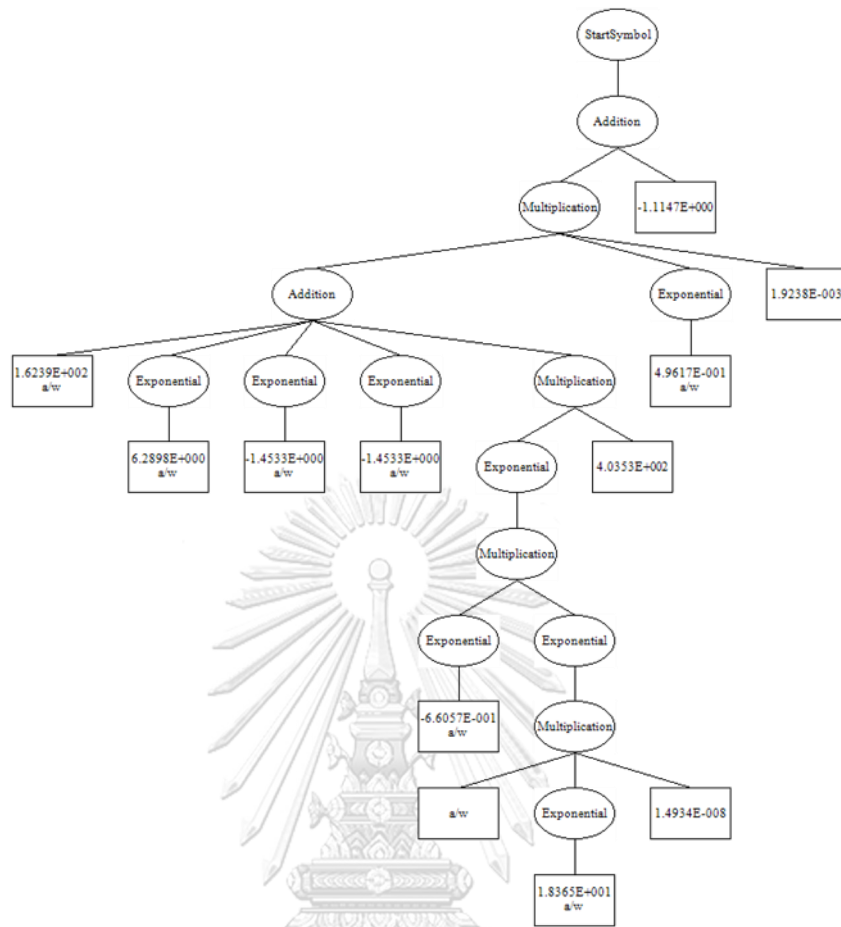 StartSymbol
Addition
Multiplication
-1.1147E+000
Addition
Exponential
1.9238E-003
1.6239E+002
a/w
Exponential
Exponential
Exponential
Multiplication
4.9617E-001
a/w
6.2898E+000
a/w
-1.4533E+000
a/w
-1.4533E+000
a/w
Exponential
4.0353E+002
Multiplication
Exponential
Exponential
-6.6057E-001
a/w
Multiplication
a/w
Exponential
1.4934E-008
1.8365E+001
a/w